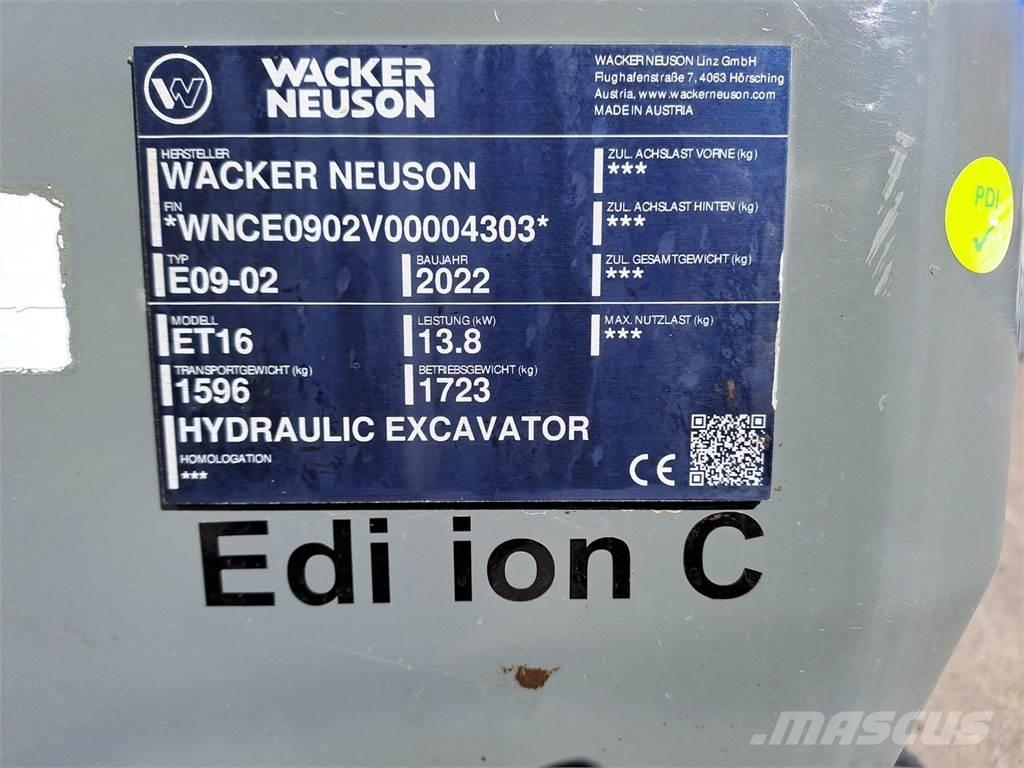 WACKER
NEUSON
WACKER NEUSON Linz GmbH
Flughafenstraße 7, 4063 Hörsching
Austria, www.wackerneuson.com
MADE IN AUSTRIA
HERSTELLER
WACKER NEUSON
FIN
*WNCE0902V00004303*
TYP
E09-02
BAUJAHR
2022
ZUL. ACHSLAST VORNE (kg)
***
ZUL. ACHSLAST HINTEN (kg)
***
ZUL. GESAMTGEWICHT (kg)
***
MODELL
ET16
LEISTUNG (kW)
13.8
MAX. NUTZLAST (kg)
***
TRANSPORTGEWICHT (kg)
1596
BETRIEBSGEWICHT (kg)
1723
HYDRAULIC EXCAVATOR
HOMOLOGATION
***
CE
Edi ion C
PDI
MASCUS